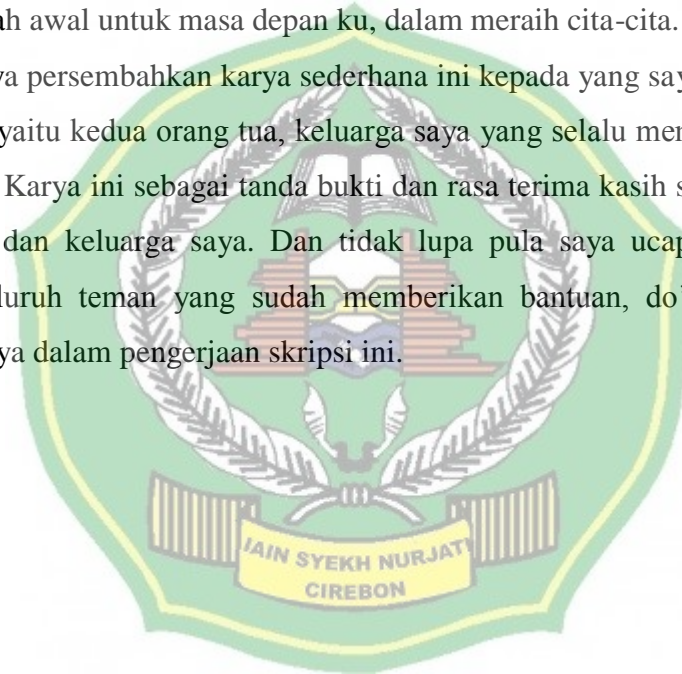 ah awal untuk masa depan ku, dalam meraih cita-cita.
ya persembahkan karya sederhana ini kepada yang say
yaitu kedua orang tua, keluarga saya yang selalu men
Karya ini sebagai tanda bukti dan rasa terima kasih s
dan keluarga saya. Dan tidak lupa pula saya ucap
luruh teman yang sudah memberikan bantuan, do'
ya dalam pengerjaan skripsi ini.
IAIN SYEKH NURJATI
CIREBON